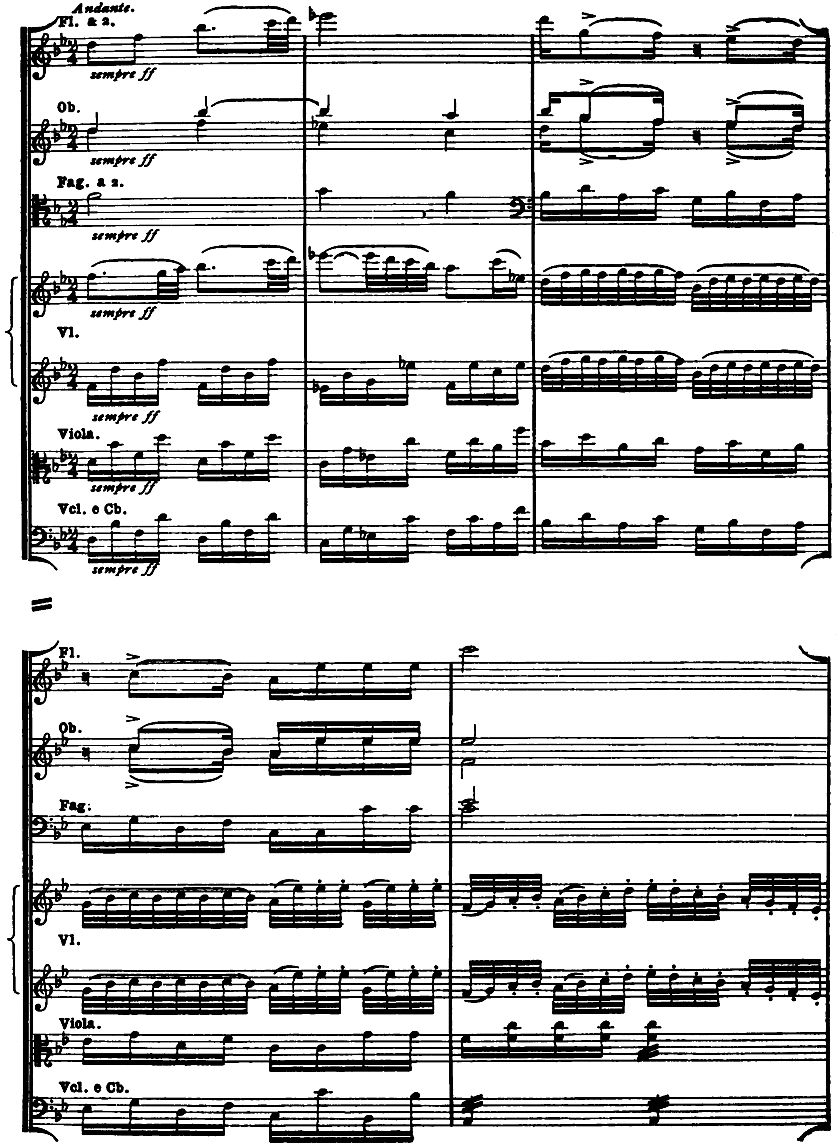 Andante.
Fl. a 2.
sempre ff
Ob.
sempre ff
Fag. a 2.
sempre ff
sempre ff
Vl.
sempre ff
Viola.
sempre ff
Vcl. e Cb.
sempre ff
Fl.
Ob.
Fag.
Vl.
Viola.
Vcl. e Cb.